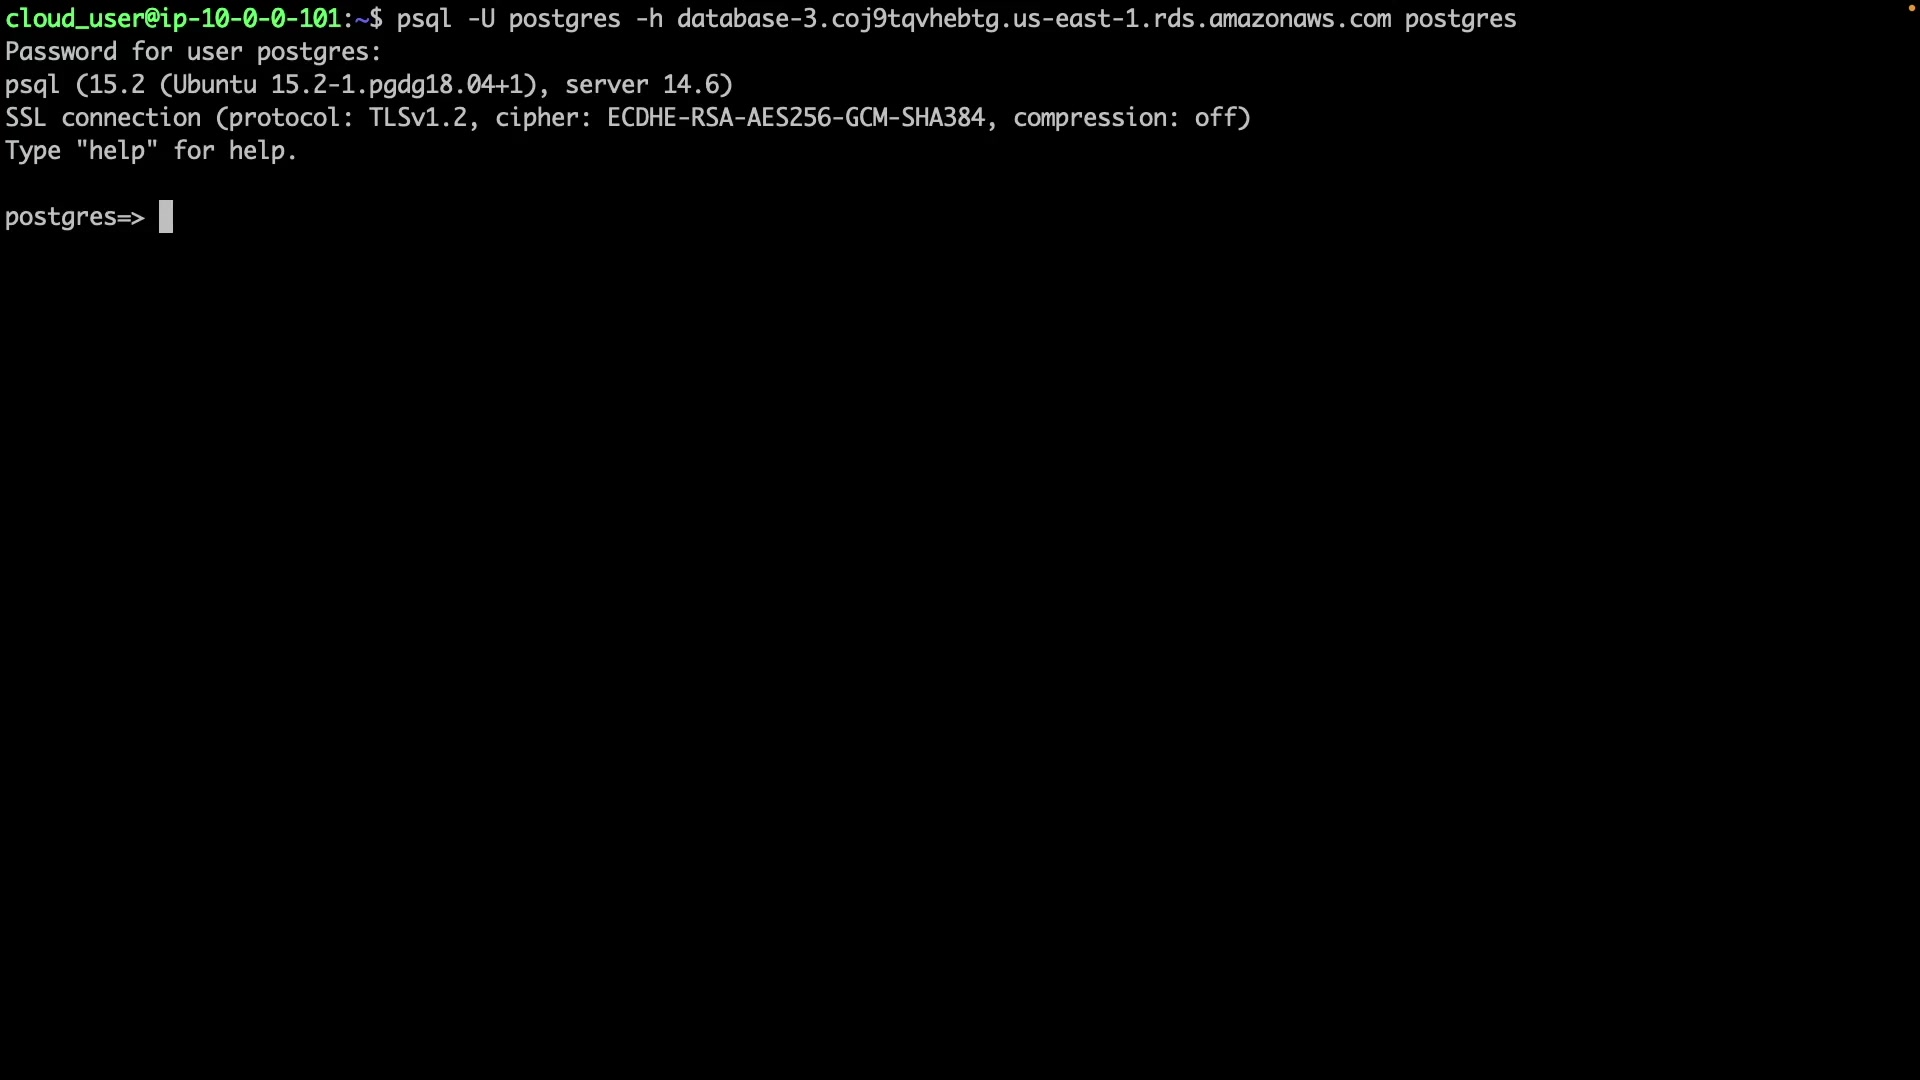 cloud_user@ip-10-0-0-101:~$ psql -U postgres -h database-3.coj9tqvhebtg.us-east-1.rds.amazonaws.com postgres
Password for user postgres:
psql (15.2 (Ubuntu 15.2-1.pgdg18.04+1), server 14.6)
SSL connection (protocol: TLSv1.2, cipher: ECDHE-RSA-AES256-GCM-SHA384, compression: off)
Type "help" for help.
postgres=>